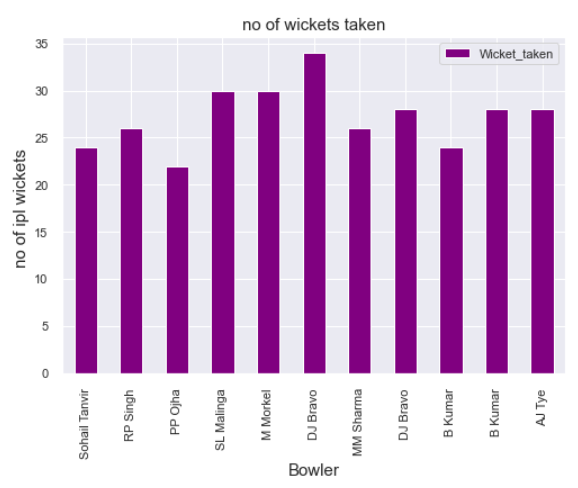 no of wickets taken
Wicket_taken
no of ipl wickets
35
30
25
20
15
10
5
0
Sohail Tanvir
RP Singh
PP Ojha
SL Malinga
M Morkel
DJ Bravo
MM Sharma
DJ Bravo
B Kumar
B Kumar
AJ Tye
Bowler